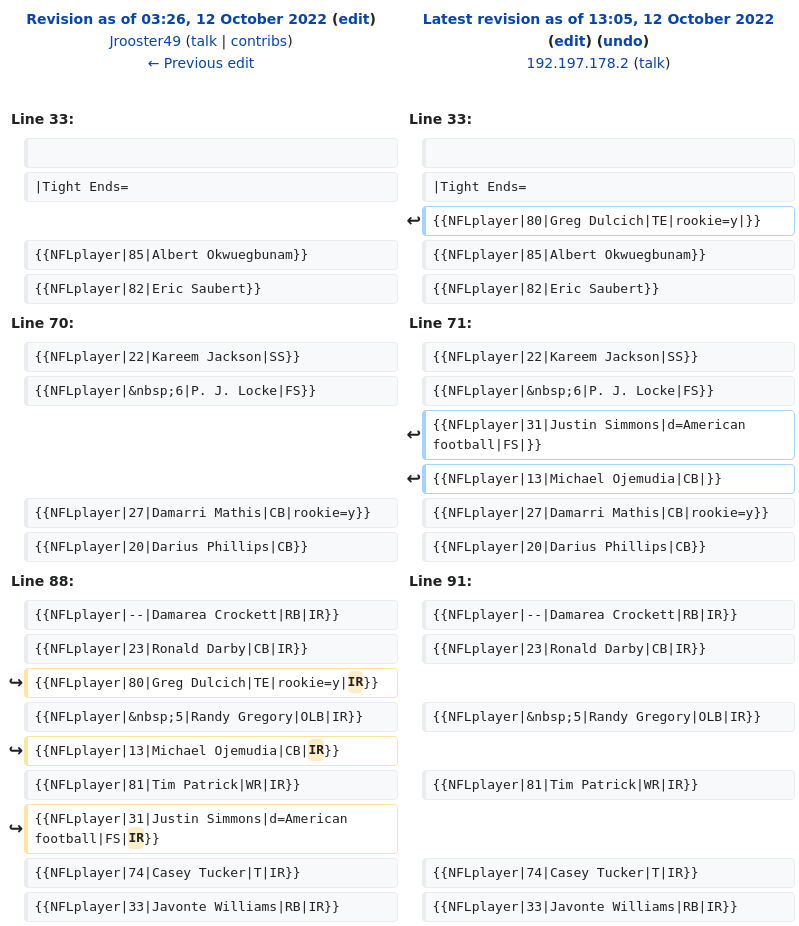 Revision as of 03:26, 12 October 2022 (edit)
Jrooster49 (talk | contribs)
← Previous edit
Latest revision as of 13:05, 12 October 2022
(edit) (undo)
192.197.178.2 (talk)
Line 33:
Line 33:
|Tight Ends=
|Tight Ends=
↩ {{NFLplayer|80|Greg Dulcich|TE|rookie=y|}}
{{NFLplayer|85|Albert Okwuegbunam}}
{{NFLplayer|85|Albert Okwuegbunam}}
{{NFLplayer|82|Eric Saubert}}
{{NFLplayer|82|Eric Saubert}}
Line 70:
Line 71:
{{NFLplayer|22|Kareem Jackson|SS}}
{{NFLplayer|22|Kareem Jackson|SS}}
{{NFLplayer|&nbsp;6|P. J. Locke|FS}}
{{NFLplayer|&nbsp;6|P. J. Locke|FS}}
↩ {{NFLplayer|31|Justin Simmons|d=American
football|FS|}}
↩ {{NFLplayer|13|Michael Ojemudia|CB|}}
{{NFLplayer|27|Damarri Mathis|CB|rookie=y}}
{{NFLplayer|27|Damarri Mathis|CB|rookie=y}}
{{NFLplayer|20|Darius Phillips|CB}}
{{NFLplayer|20|Darius Phillips|CB}}
Line 88:
Line 91:
{{NFLplayer|--|Damarea Crockett|RB|IR}}
{{NFLplayer|--|Damarea Crockett|RB|IR}}
{{NFLplayer|23|Ronald Darby|CB|IR}}
{{NFLplayer|23|Ronald Darby|CB|IR}}
↪ {{NFLplayer|80|Greg Dulcich|TE|rookie=y|IR}}
{{NFLplayer|&nbsp;5|Randy Gregory|OLB|IR}}
{{NFLplayer|&nbsp;5|Randy Gregory|OLB|IR}}
↪ {{NFLplayer|13|Michael Ojemudia|CB|IR}}
{{NFLplayer|81|Tim Patrick|WR|IR}}
{{NFLplayer|81|Tim Patrick|WR|IR}}
↪ {{NFLplayer|31|Justin Simmons|d=American
football|FS|IR}}
{{NFLplayer|74|Casey Tucker|T|IR}}
{{NFLplayer|74|Casey Tucker|T|IR}}
{{NFLplayer|33|Javonte Williams|RB|IR}}
{{NFLplayer|33|Javonte Williams|RB|IR}}